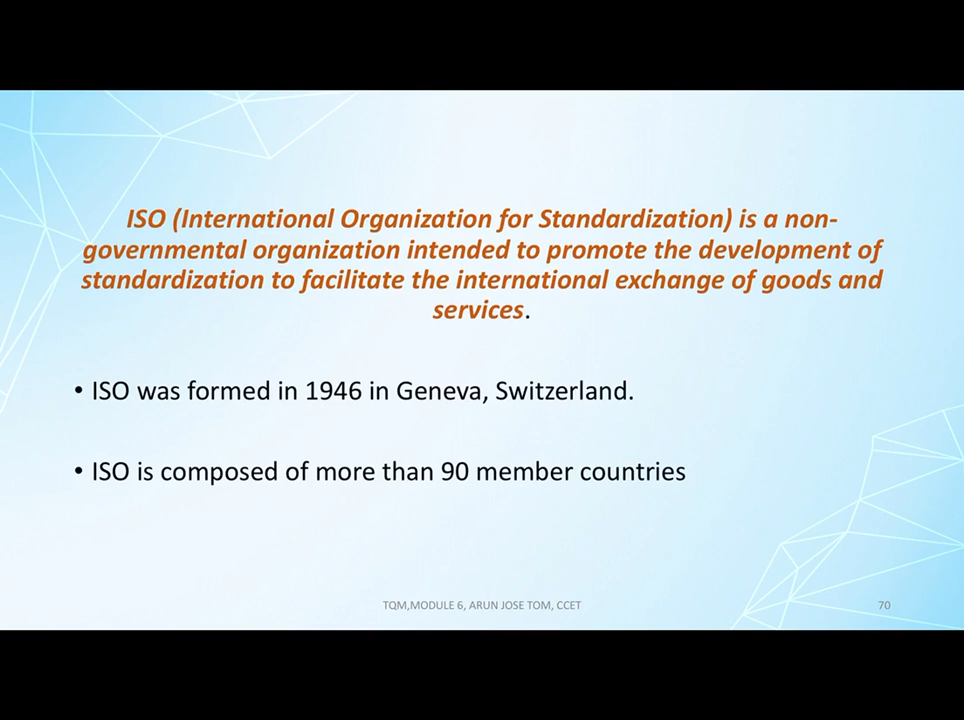 ISO (International Organization for Standardization) is a non-
governmental organization intended to promote the development of
standardization to facilitate the international exchange of goods and
services.
• ISO was formed in 1946 in Geneva, Switzerland.
• ISO is composed of more than 90 member countries
TQM,MODULE 6, ARUN JOSE TOM, CCET
70